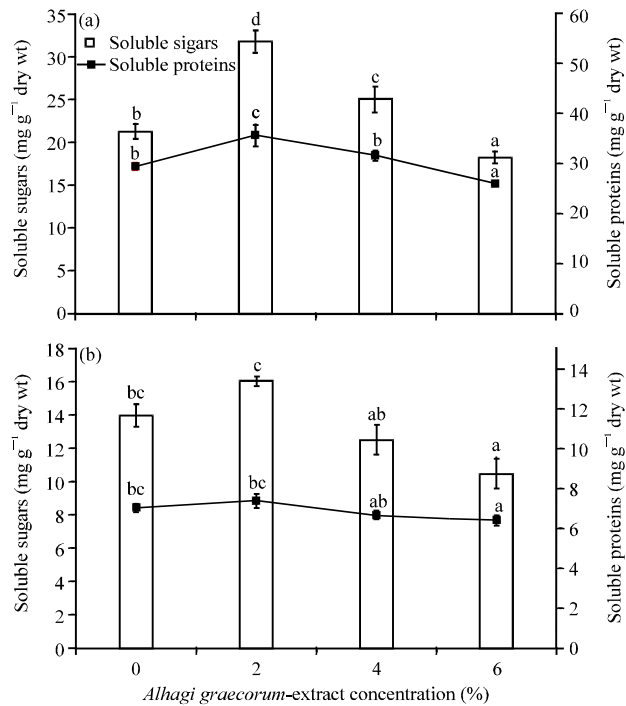 (a)
Soluble sigars
Soluble proteins
35
30
25
20
15
10
5
0
Soluble sugars (mg g⁻¹ dry wt)
b
d
c
a
b
c
b
a
60
50
40
30
20
60
0
Soluble proteins (mg g⁻¹ dry wt)
(b)
18
16
14
12
10
8
6
4
2
0
Soluble sugars (mg g⁻¹ dry wt)
bc
c
ab
a
bc
bc
ab
a
14
12
10
8
6
4
2
0
Soluble proteins (mg g⁻¹ dry wt)
0 2 4 6
Alhagi graecorum-extract concentration (%)